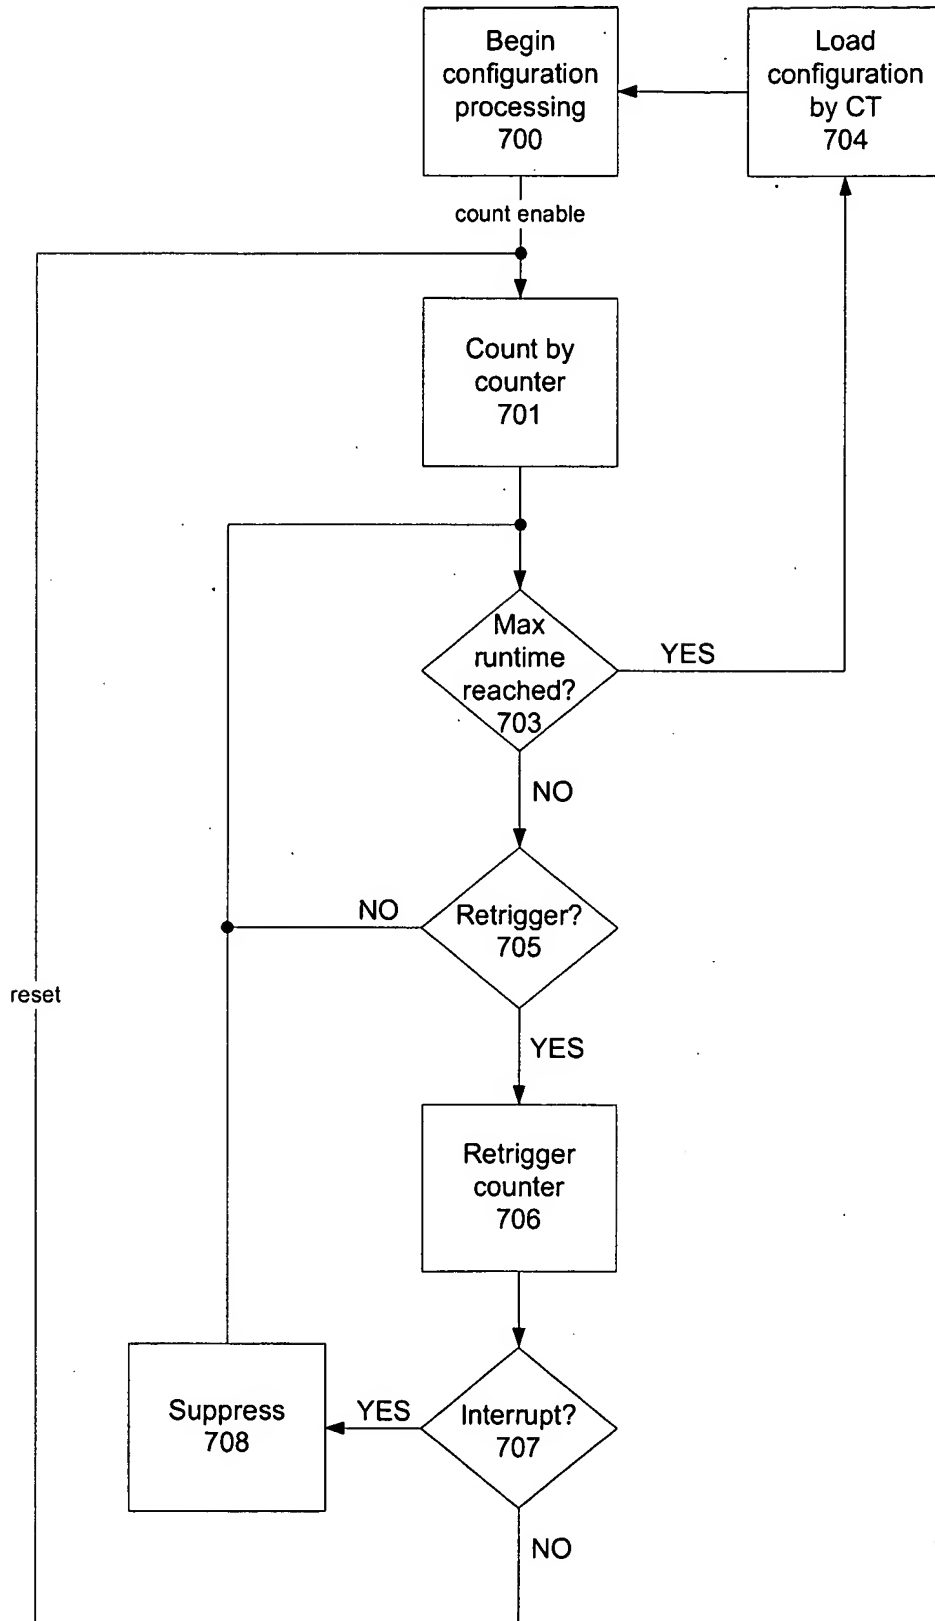 Begin
configuration
processing
700
Load
configuration
by CT
704
count enable
Count by
counter
701
Max
runtime
reached?
703
YES
NO
Retrigger?
705
NO
reset
YES
Retrigger
counter
706
Interrupt?
707
YES
Suppress
708
NO